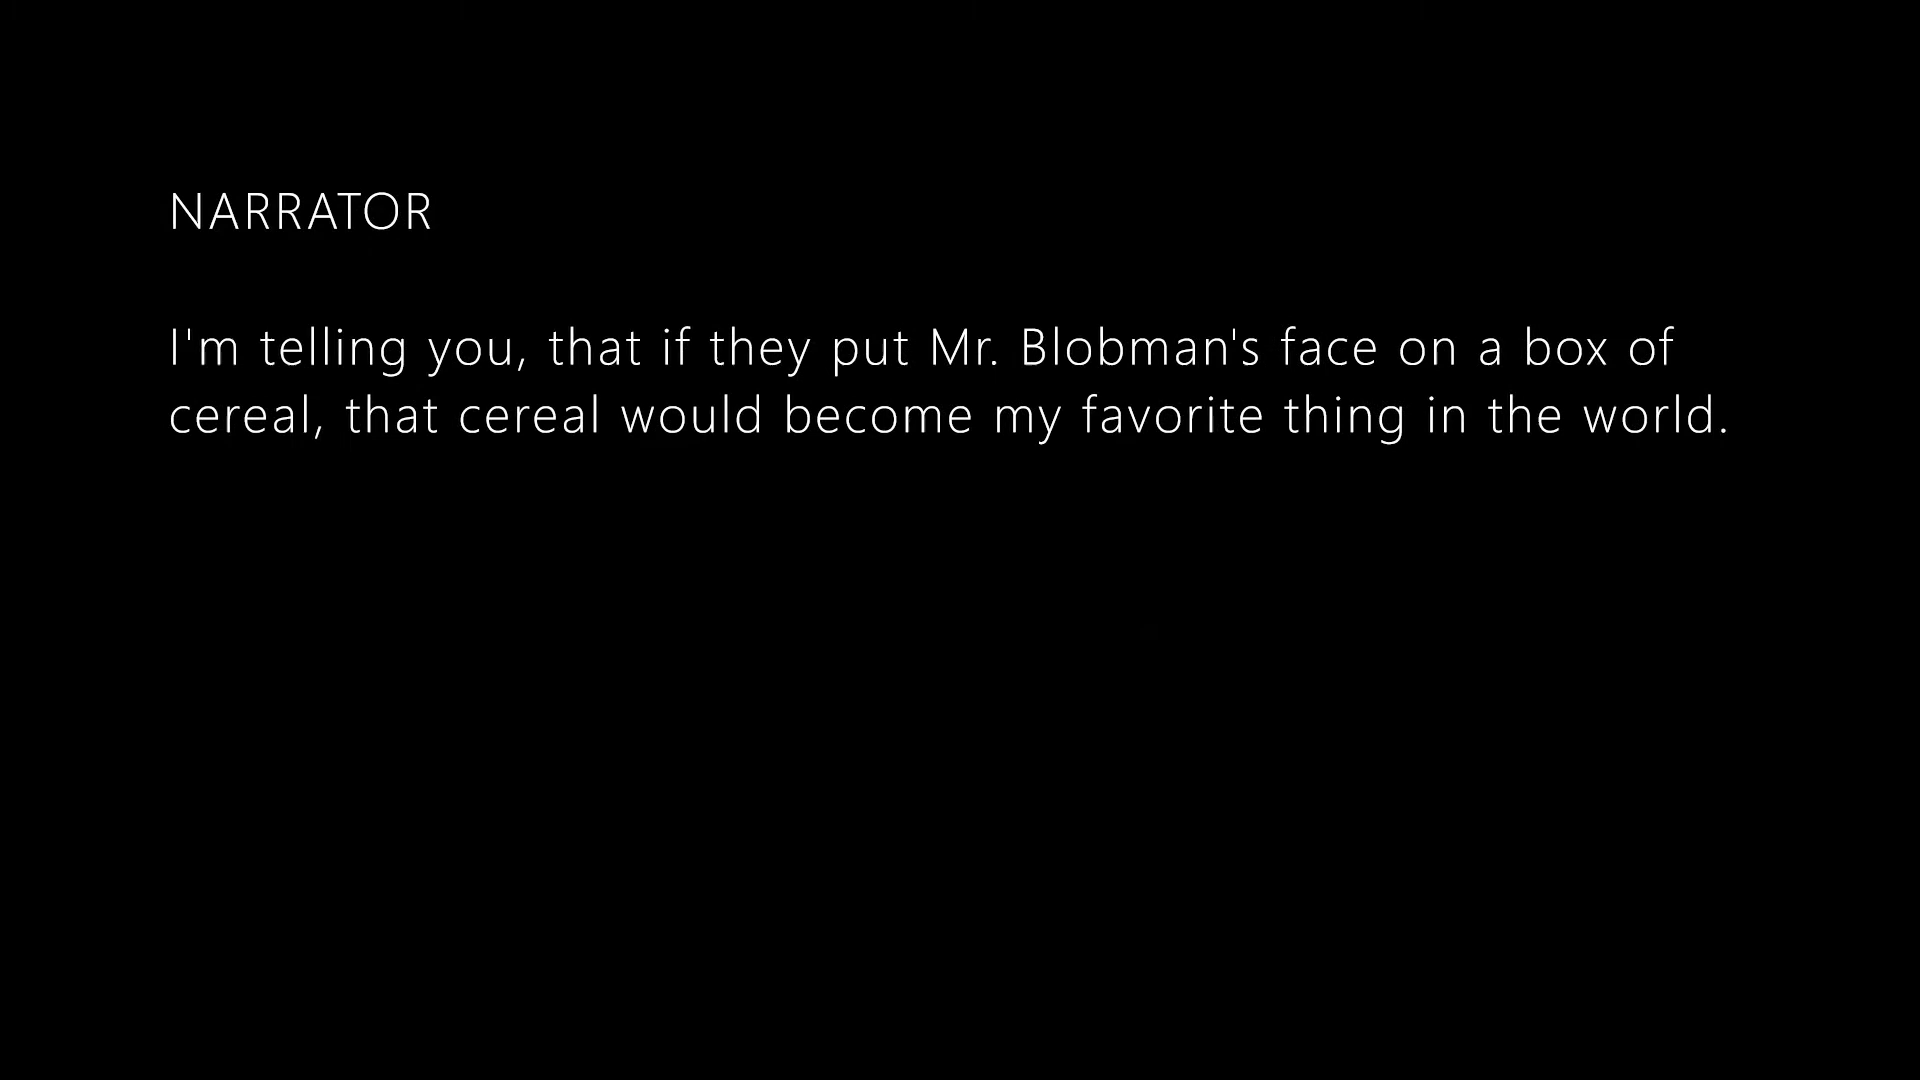 NARRATOR
I'm telling you, that if they put Mr. Blobman's face on a box of
cereal, that cereal would become my favorite thing in the world.